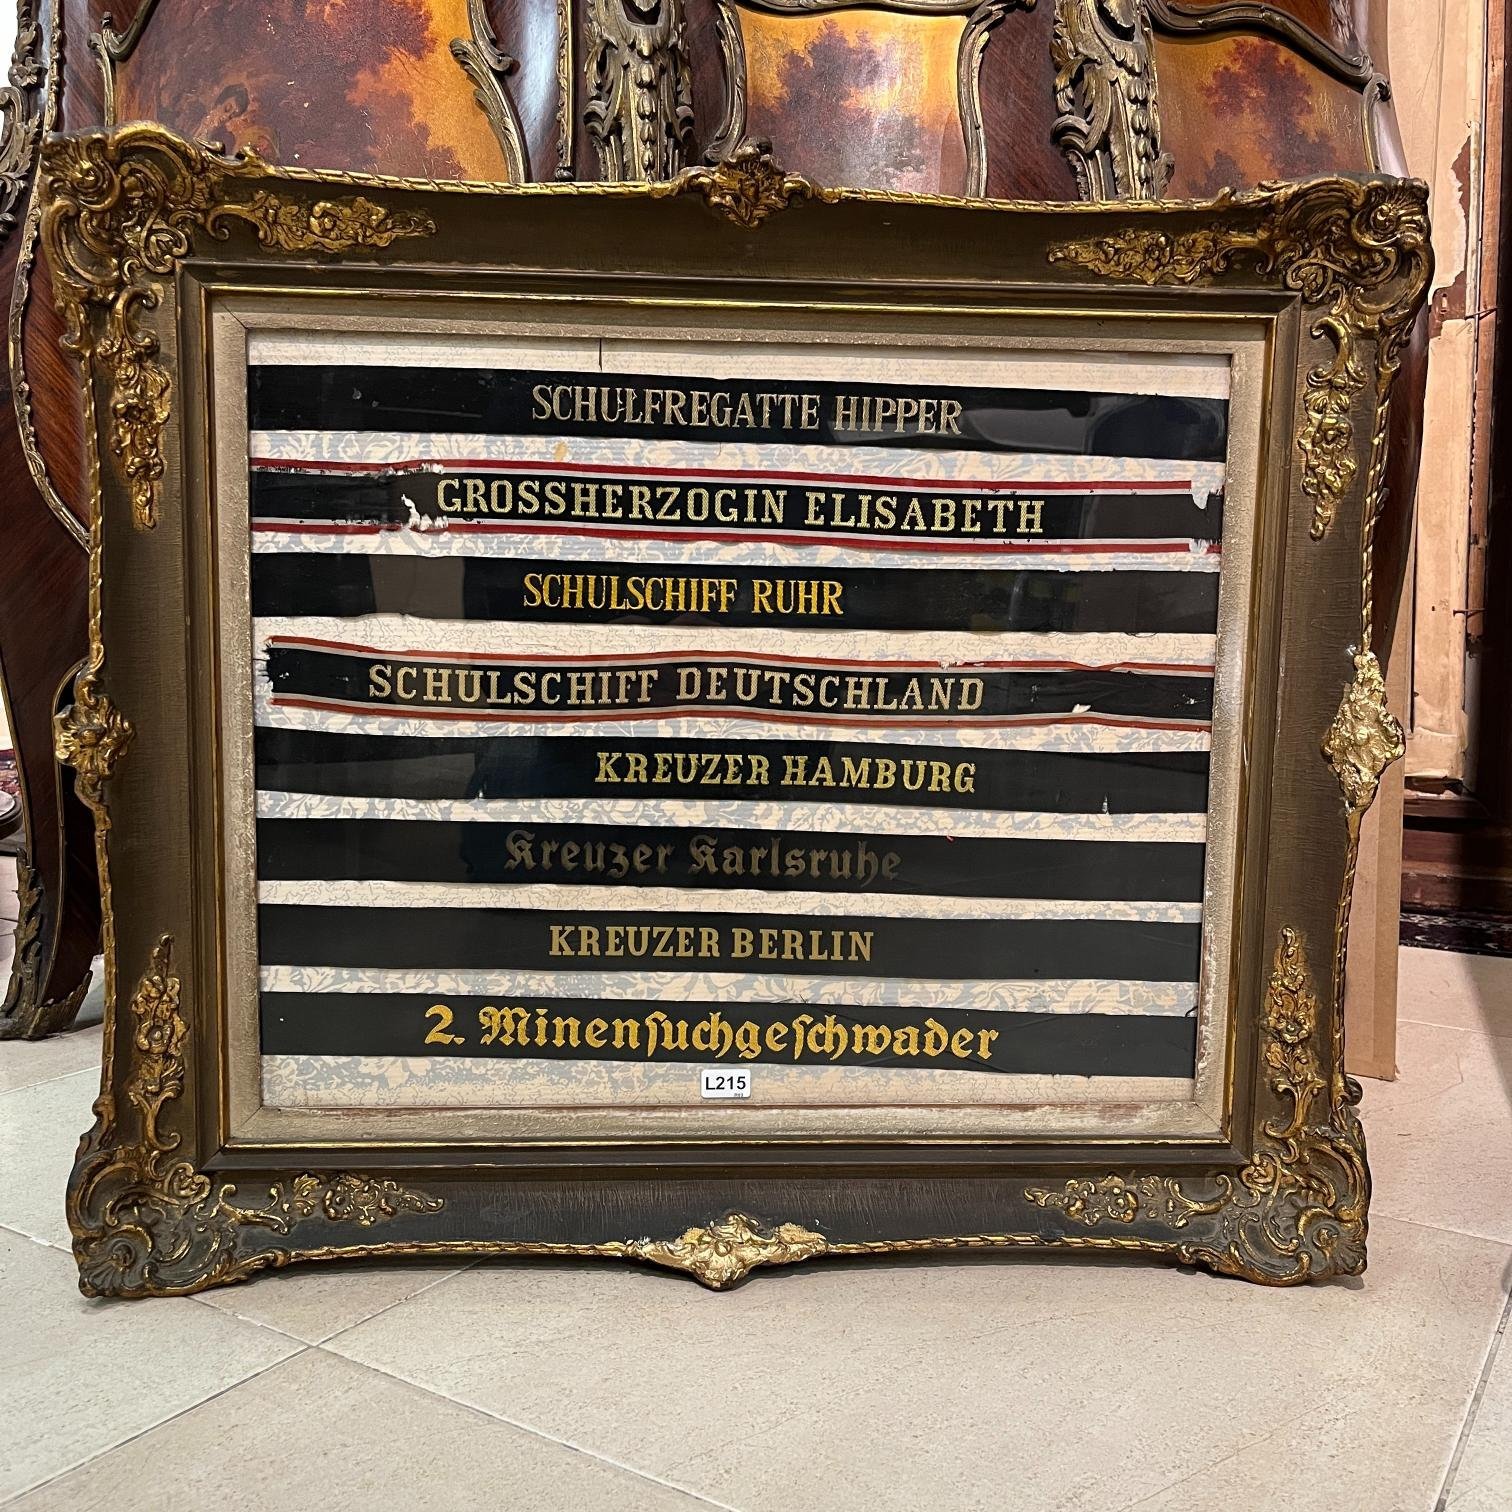 SCHULFREGATTE HIPPER
GROSSHERZOGIN ELISABETH
SCHULSCHIFF RUHR
SCHULSCHIFF DEUTSCHLAND
KREUZER HAMBURG
Kreuzer Karlsruhe
KREUZER BERLIN
2. Minenſuchgeſchwader
L215